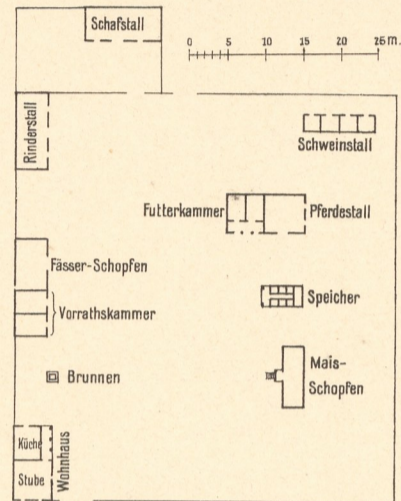 Schafstall
0 5 10 15 20 25 m.
Rinderstall
Schweinstall
Futterkammer
Pferdestall
Fässer-Schopfen
Speicher
Vorrathskammer
Mais-
Schopfen
Brunnen
Küche
Wohnhaus
Stube